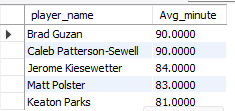 player_name Avg_minute
Brad Guzan 90.0000
Caleb Patterson-Sewell 90.0000
Jerome Kiesewetter 84.0000
Matt Polster 83.0000
Keaton Parks 81.0000